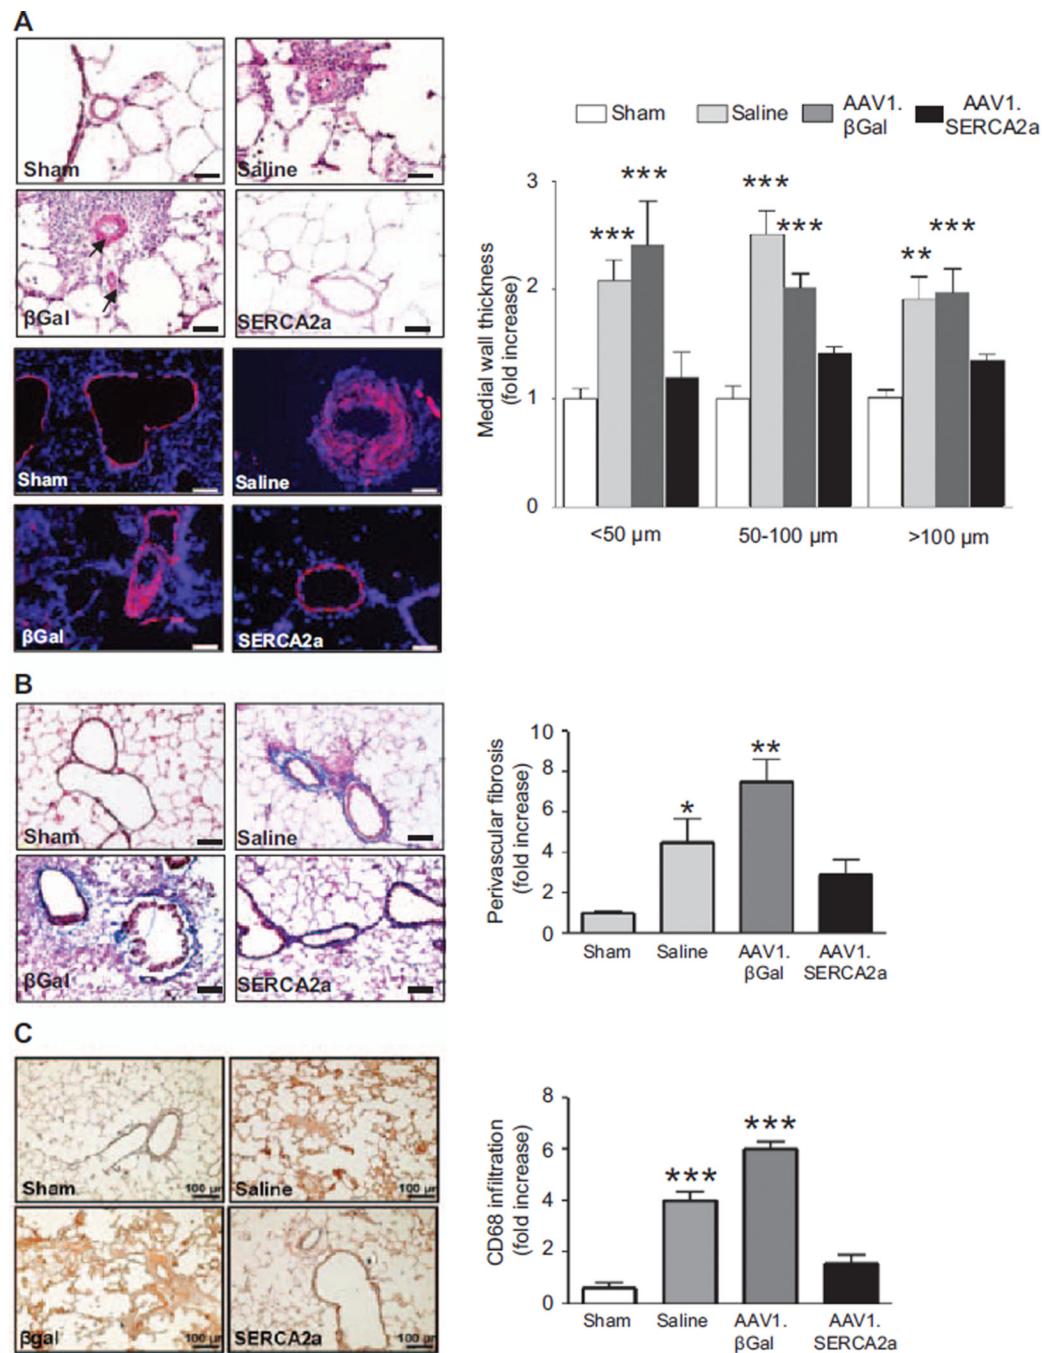 A
Sham
Saline
βGal
SERCA2a
Sham
Saline
βGal
SERCA2a
Sham
Saline
AAV1.
βGal
AAV1.
SERCA2a
Medial wall thickness
(fold increase)
3
2
1
0
***
***
***
***
**
***
<50 µm
50-100 µm
>100 µm
B
Sham
Saline
βGal
SERCA2a
Perivascular fibrosis
(fold increase)
10
8
6
4
2
0
*
**
Sham
Saline
AAV1.
βGal
AAV1.
SERCA2a
C
Sham
100 µm
Saline
100 µm
βgal
100 µm
SERCA2a
100 µm
CD68 infiltration
(fold increase)
8
6
4
2
0
***
***
Sham
Saline
AAV1.
βGal
AAV1.
SERCA2a